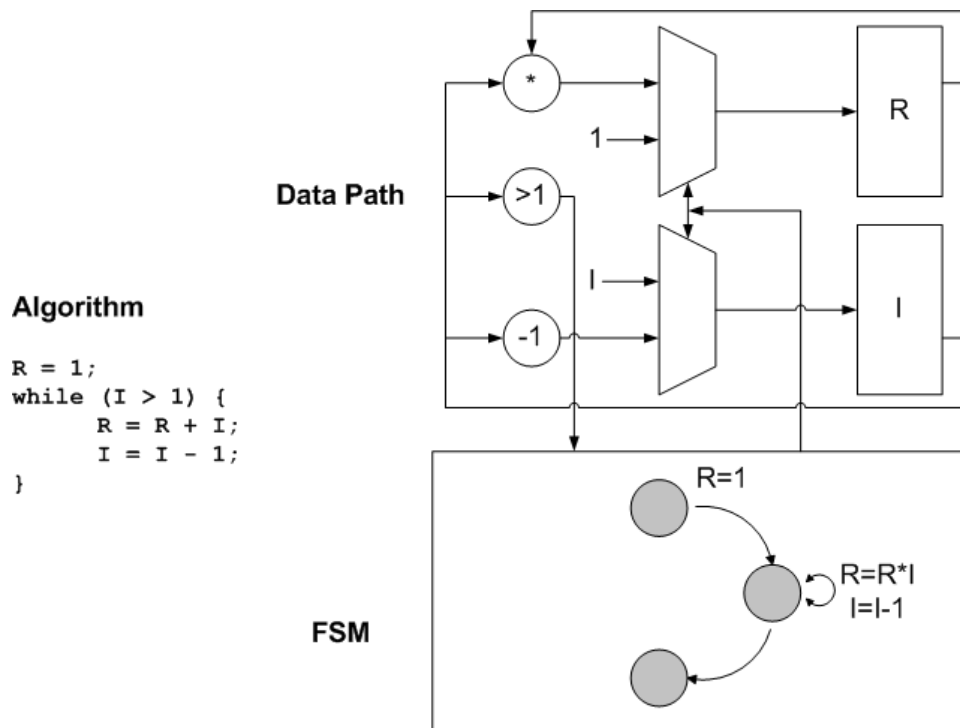 *
1
R
Data Path
>1
I
I
-1
Algorithm
R = 1;
while (I > 1) {
R = R + I;
I = I - 1;
}
R=1
R=R*I
I=I-1
FSM